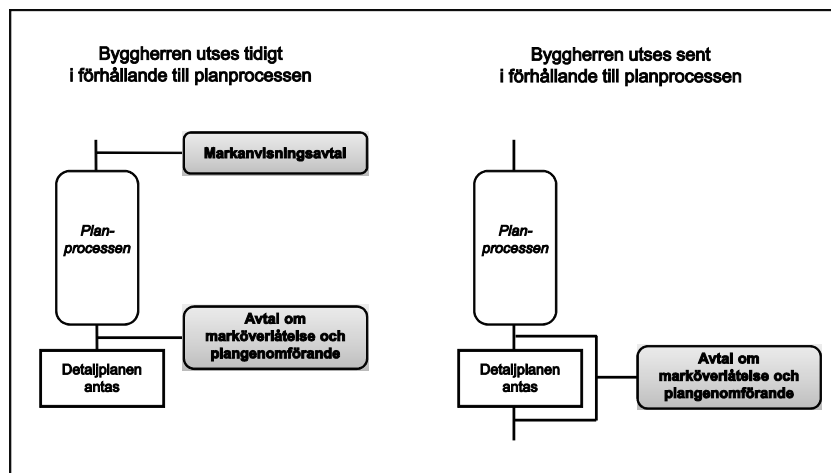 Byggherren utses tidigt
i förhållande till planprocessen
Markanvisningsavtal
Plan-
processen
Avtal om
marköverlåtelse och
plangenomförande
Detaljplanen
antas
Byggherren utses sent
i förhållande till planprocessen
Plan-
processen
Detaljplanen
antas
Avtal om
marköverlåtelse och
plangenomförande